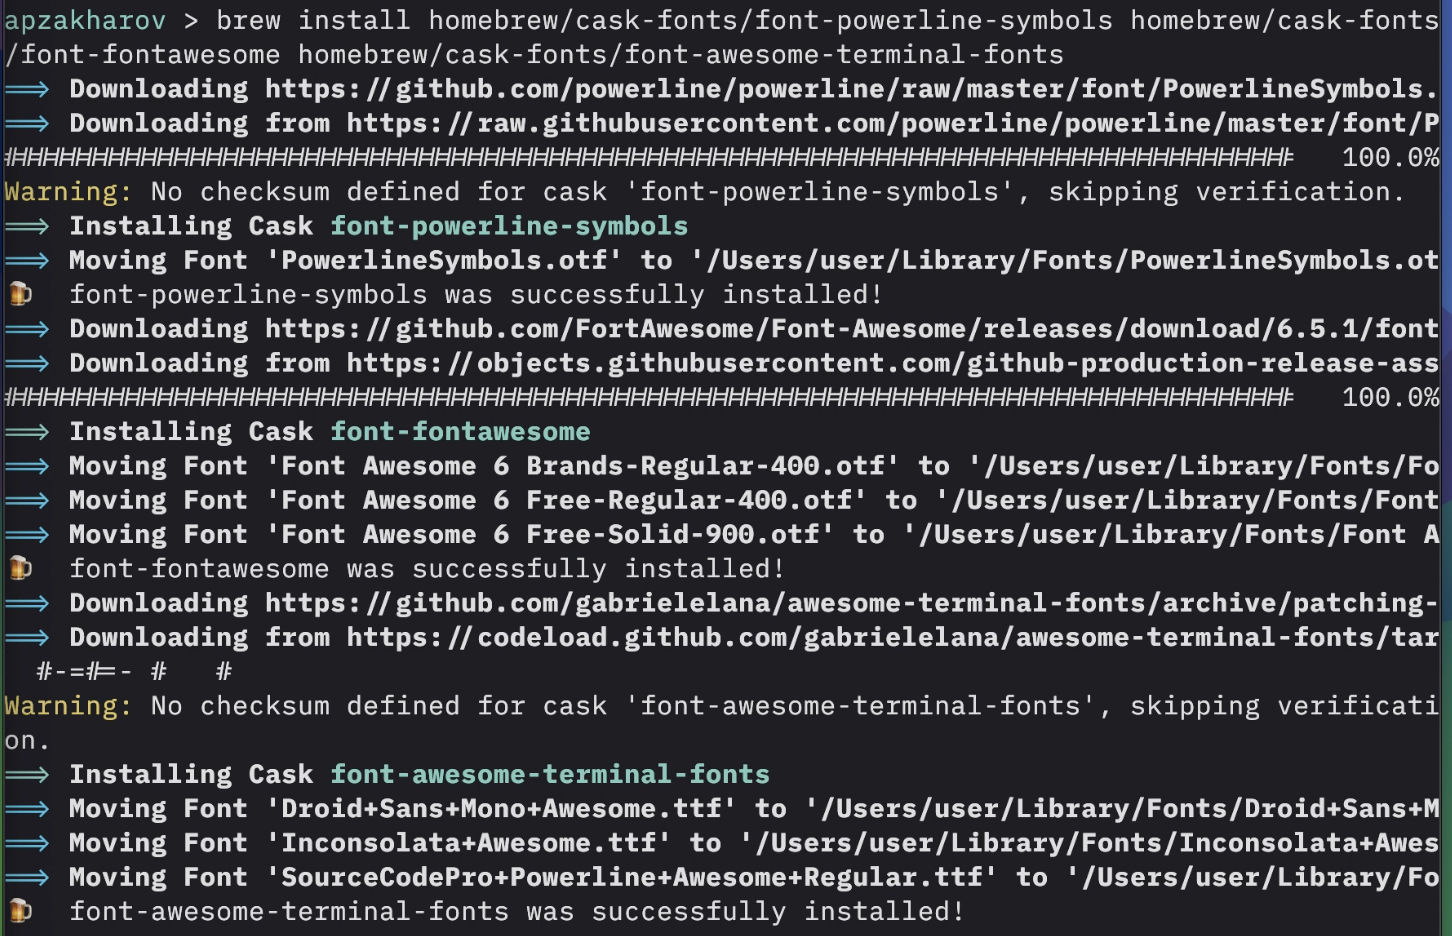 apzakharov > brew install homebrew/cask-fonts/font-powerline-symbols homebrew/cask-fonts
/font-fontawesome homebrew/cask-fonts/font-awesome-terminal-fonts
==> Downloading https://github.com/powerline/powerline/raw/master/font/PowerlineSymbols.
==> Downloading from https://raw.githubusercontent.com/powerline/powerline/master/font/P
############################################################################### 100.0%
Warning: No checksum defined for cask 'font-powerline-symbols', skipping verification.
==> Installing Cask font-powerline-symbols
==> Moving Font 'PowerlineSymbols.otf' to '/Users/user/Library/Fonts/PowerlineSymbols.ot
🍺 font-powerline-symbols was successfully installed!
==> Downloading https://github.com/FortAwesome/Font-Awesome/releases/download/6.5.1/font
==> Downloading from https://objects.githubusercontent.com/github-production-release-ass
############################################################################### 100.0%
==> Installing Cask font-fontawesome
==> Moving Font 'Font Awesome 6 Brands-Regular-400.otf' to '/Users/user/Library/Fonts/Fo
==> Moving Font 'Font Awesome 6 Free-Regular-400.otf' to '/Users/user/Library/Fonts/Font
==> Moving Font 'Font Awesome 6 Free-Solid-900.otf' to '/Users/user/Library/Fonts/Font A
🍺 font-fontawesome was successfully installed!
==> Downloading https://github.com/gabrielelana/awesome-terminal-fonts/archive/patching-
==> Downloading from https://codeload.github.com/gabrielelana/awesome-terminal-fonts/tar
#-=#=- # #
Warning: No checksum defined for cask 'font-awesome-terminal-fonts', skipping verificati
on.
==> Installing Cask font-awesome-terminal-fonts
==> Moving Font 'Droid+Sans+Mono+Awesome.ttf' to '/Users/user/Library/Fonts/Droid+Sans+M
==> Moving Font 'Inconsolata+Awesome.ttf' to '/Users/user/Library/Fonts/Inconsolata+Awes
==> Moving Font 'SourceCodePro+Powerline+Awesome+Regular.ttf' to '/Users/user/Library/Fo
🍺 font-awesome-terminal-fonts was successfully installed!